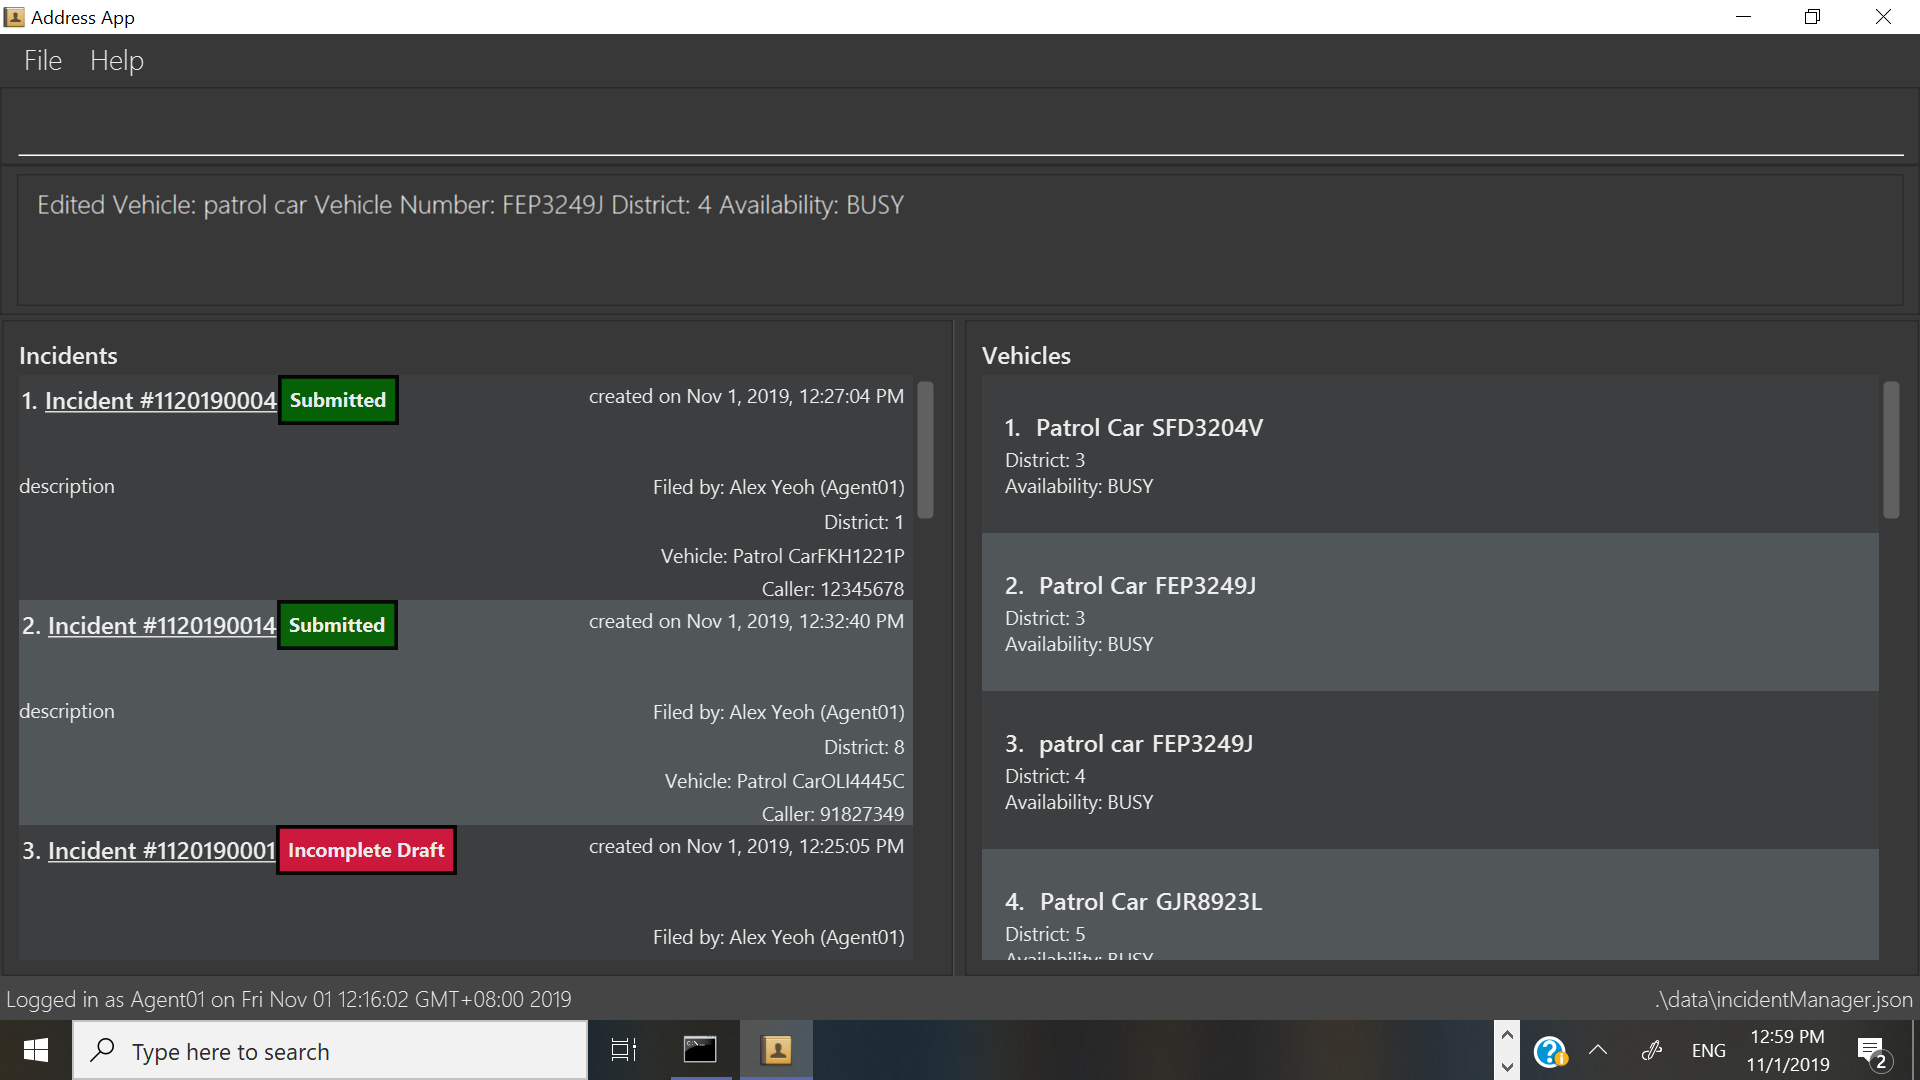 Address App
File Help
Edited Vehicle: patrol car Vehicle Number: FEP3249J District: 4 Availability: BUSY
Incidents
1. Incident #1120190004 Submitted created on Nov 1, 2019, 12:27:04 PM
description Filed by: Alex Yeoh (Agent01)
District: 1
Vehicle: Patrol CarFKH1221P
Caller: 12345678
2. Incident #1120190014 Submitted created on Nov 1, 2019, 12:32:40 PM
description Filed by: Alex Yeoh (Agent01)
District: 8
Vehicle: Patrol CarOLI4445C
Caller: 91827349
3. Incident #1120190001 Incomplete Draft created on Nov 1, 2019, 12:25:05 PM
Filed by: Alex Yeoh (Agent01)
Vehicles
1. Patrol Car SFD3204V
District: 3
Availability: BUSY
2. Patrol Car FEP3249J
District: 3
Availability: BUSY
3. patrol car FEP3249J
District: 4
Availability: BUSY
4. Patrol Car GJR8923L
District: 5
Availability: BUSY
Logged in as Agent01 on Fri Nov 01 12:16:02 GMT+08:00 2019 .\data\incidentManager.json
Type here to search
ENG
12:59 PM
11/1/2019
2